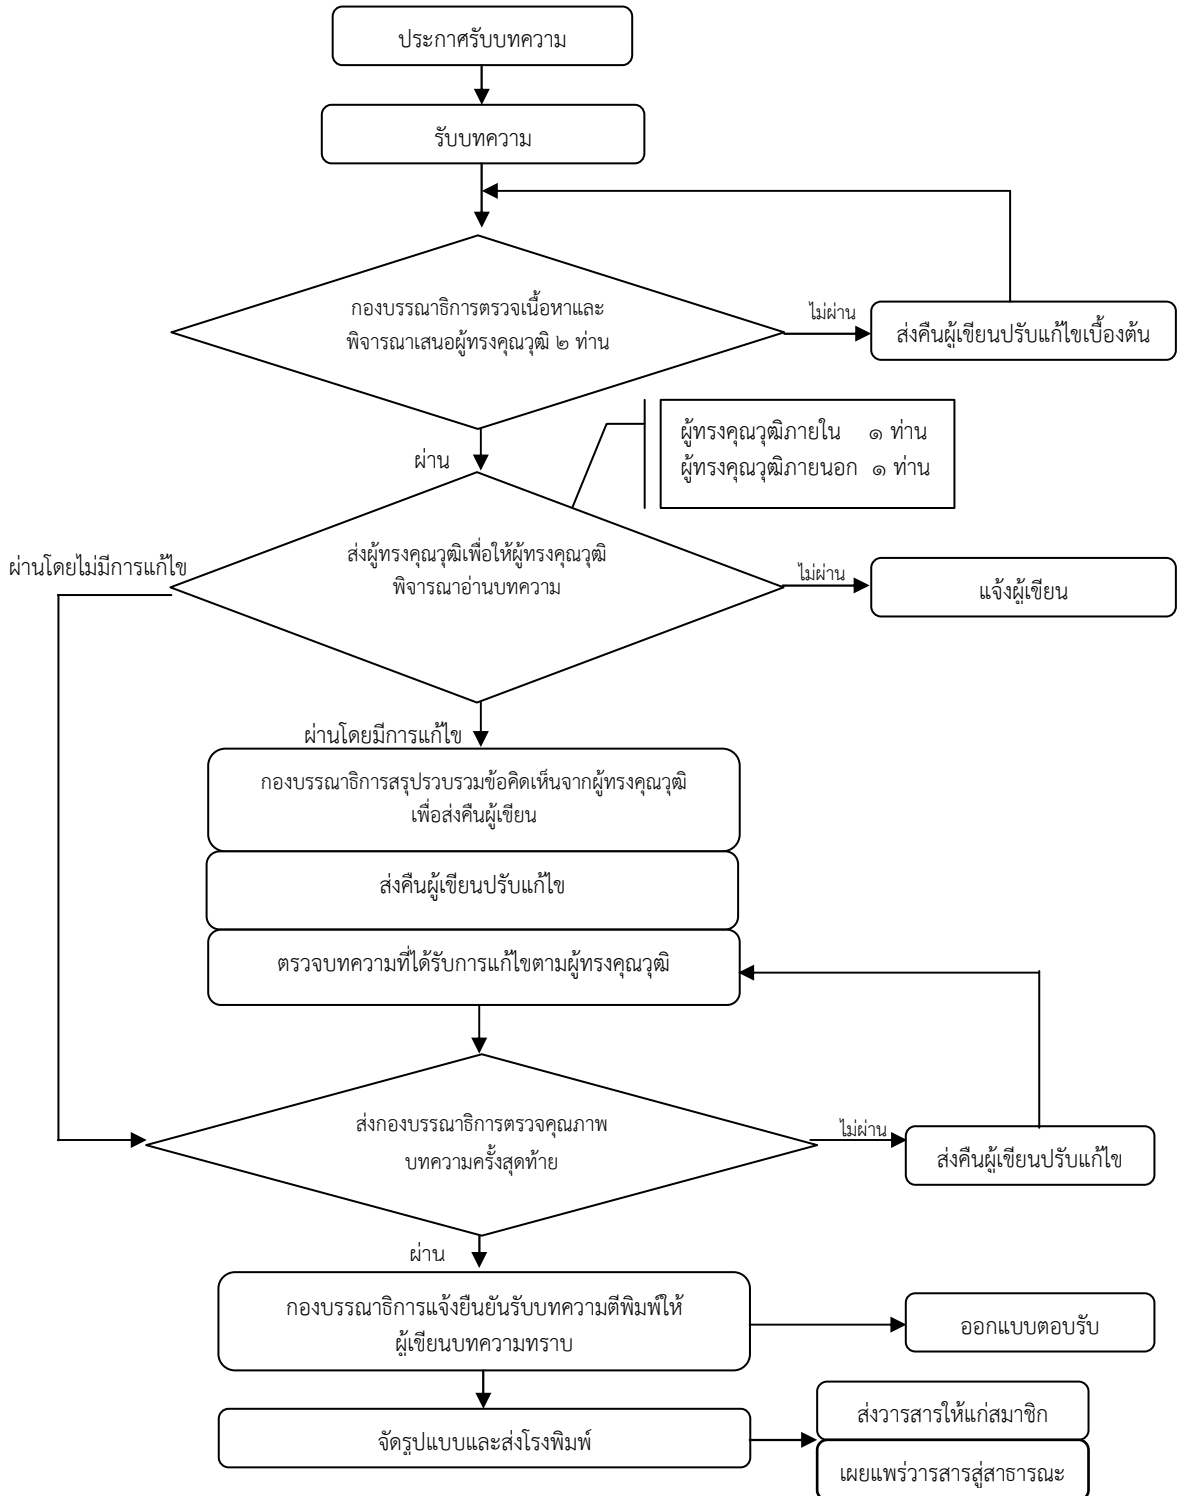 ประกาศรับบทความ
รับบทความ
กองบรรณาธิการตรวจเนื้อหาและ
พิจารณาเสนอผู้ทรงคุณวุฒิ ๒ ท่าน
ไม่ผ่าน
ส่งคืนผู้เขียนปรับแก้ไขเบื้องต้น
ผู้ทรงคุณวุฒิภายใน ๑ ท่าน
ผู้ทรงคุณวุฒิภายนอก ๑ ท่าน
ผ่าน
ผ่านโดยไม่มีการแก้ไข
ส่งผู้ทรงคุณวุฒิเพื่อให้ผู้ทรงคุณวุฒิ
พิจารณาอ่านบทความ
ไม่ผ่าน
แจ้งผู้เขียน
ผ่านโดยมีการแก้ไข
กองบรรณาธิการสรุปรวบรวมข้อคิดเห็นจากผู้ทรงคุณวุฒิ
เพื่อส่งคืนผู้เขียน
ส่งคืนผู้เขียนปรับแก้ไข
ตรวจบทความที่ได้รับการแก้ไขตามผู้ทรงคุณวุฒิ
ส่งกองบรรณาธิการตรวจคุณภาพ
บทความครั้งสุดท้าย
ไม่ผ่าน
ส่งคืนผู้เขียนปรับแก้ไข
ผ่าน
กองบรรณาธิการแจ้งยืนยันรับบทความตีพิมพ์ให้
ผู้เขียนบทความทราบ
ออกแบบตอบรับ
จัดรูปแบบและส่งโรงพิมพ์
ส่งวารสารให้แก่สมาชิก
เผยแพร่วารสารสู่สาธารณะ